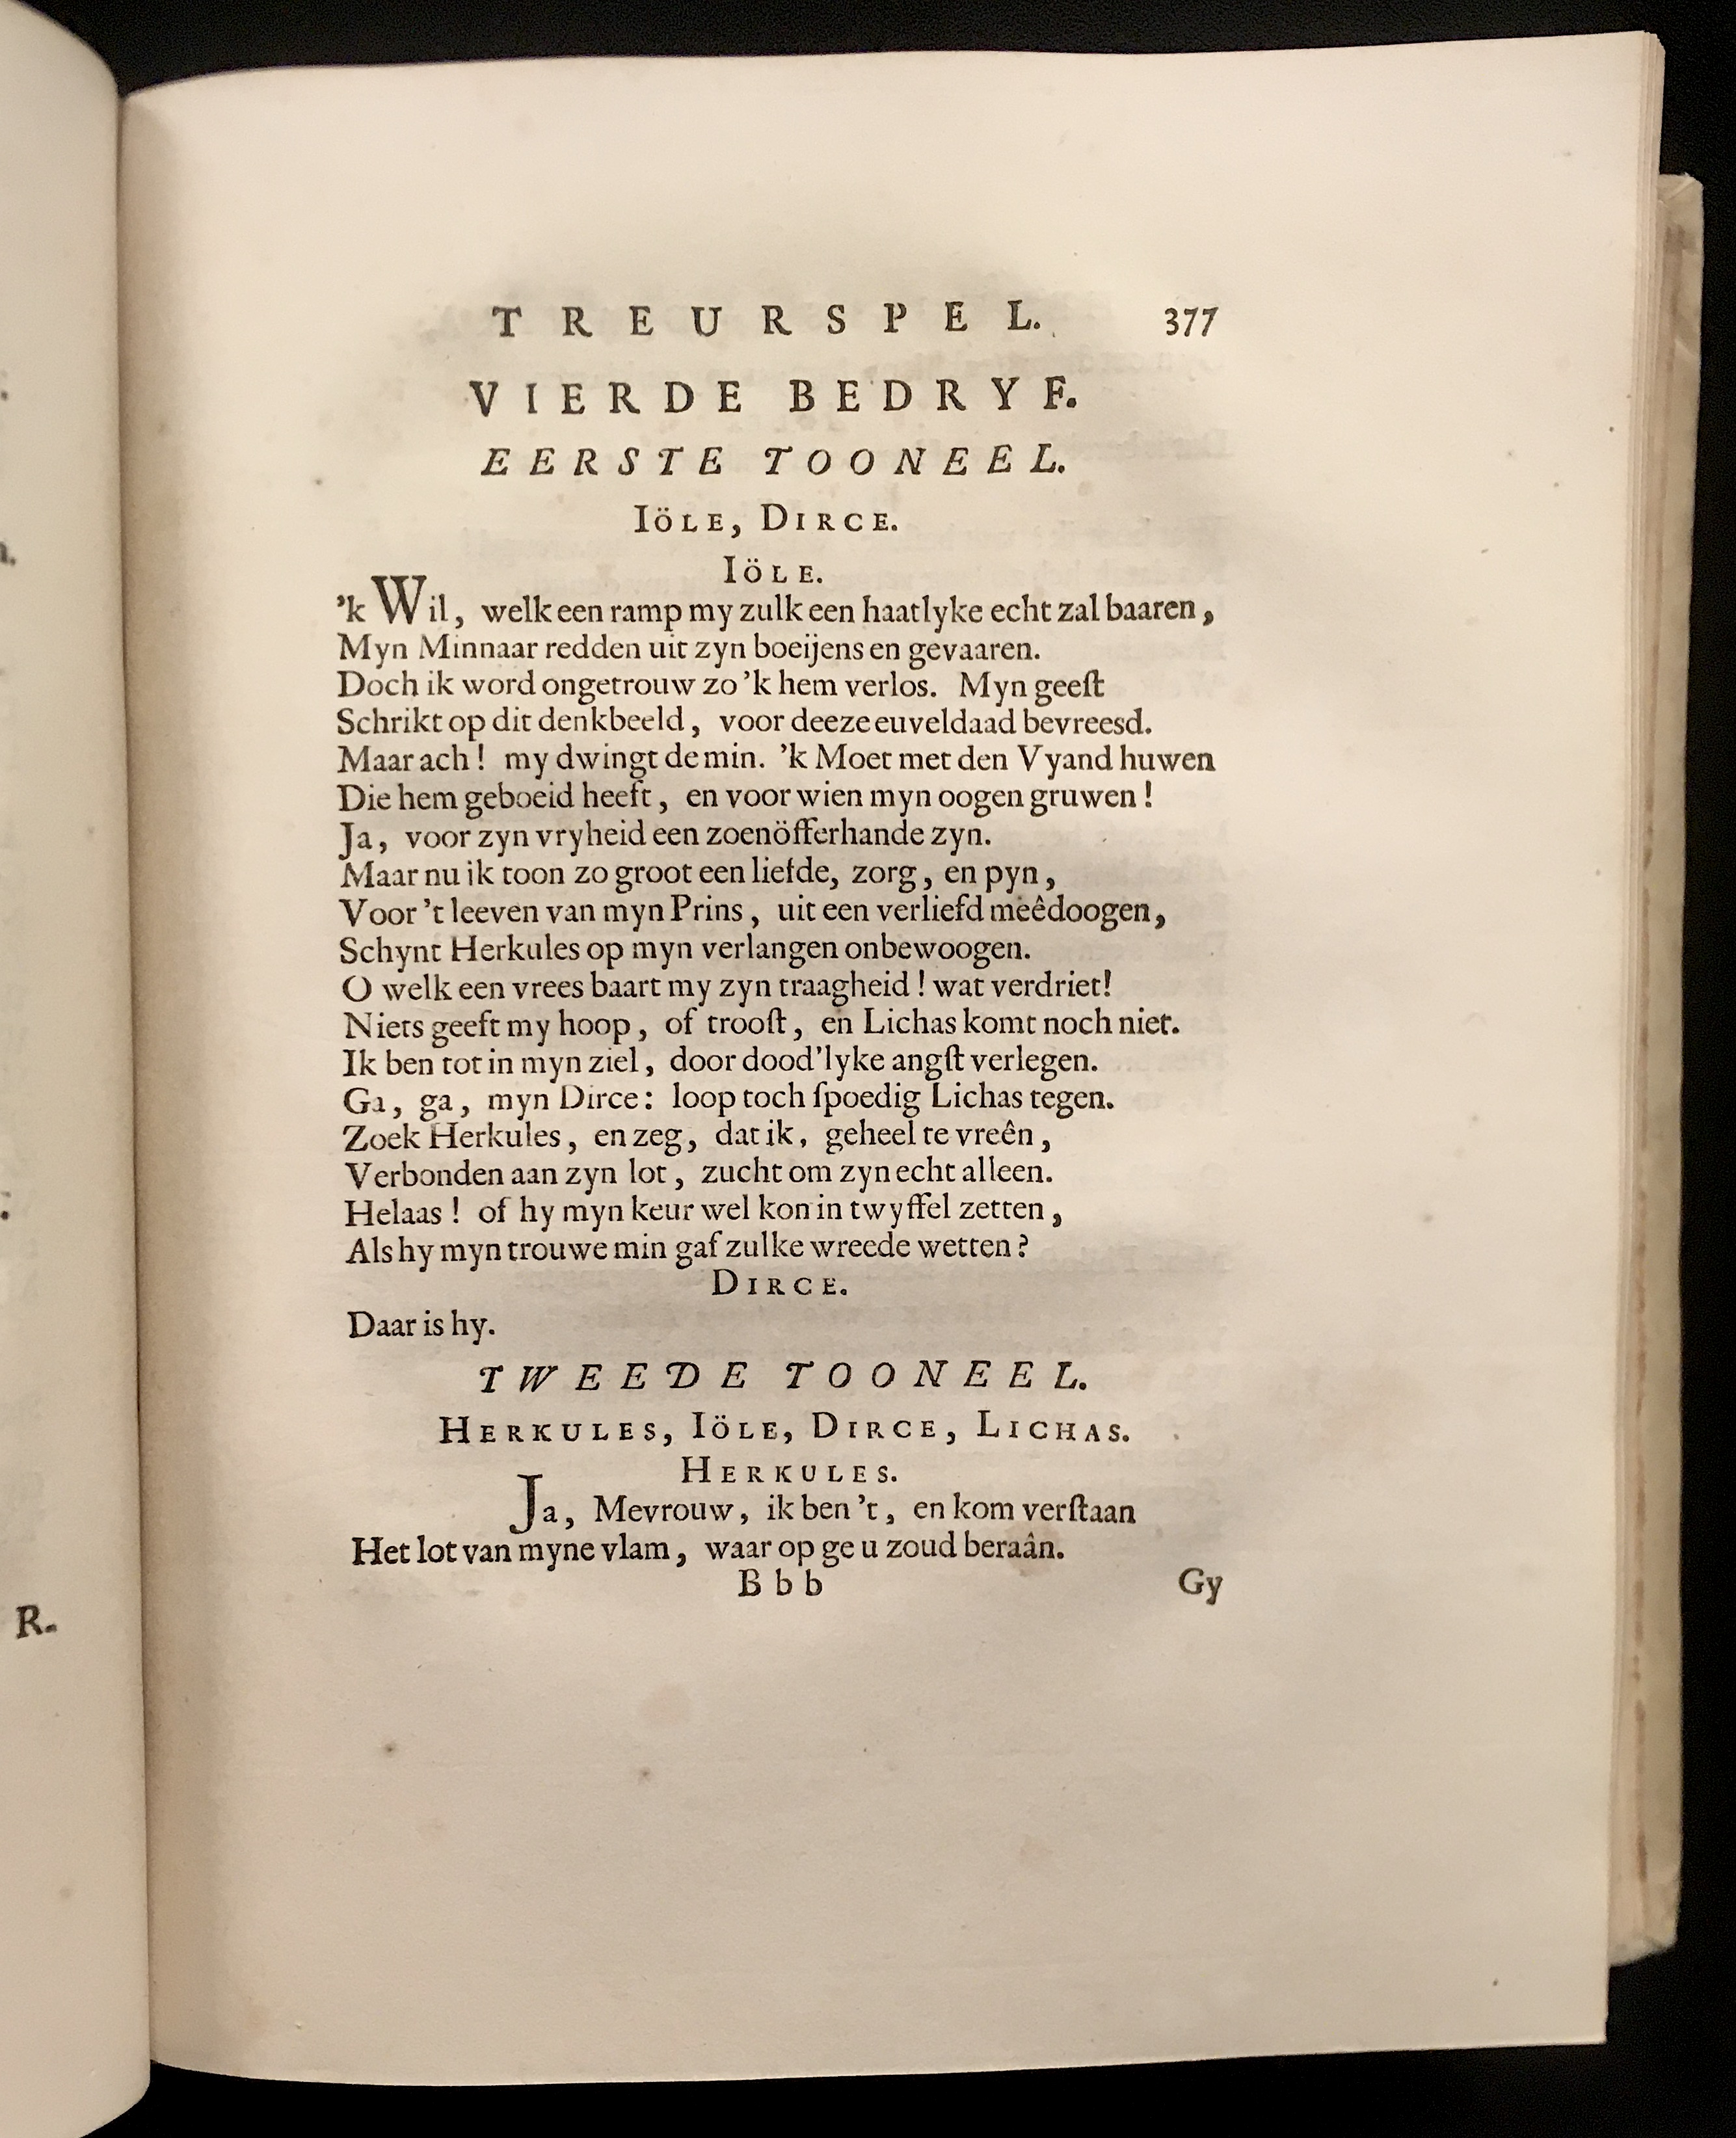 TREURSPEL. 377
VIERDE BEDRYF.
EERSTE TOONEEL.
IÖLE, DIRCE.
IÖLE.
'k Wil, welk een ramp my zulk een haatlyke echt zal baaren,
Myn Minnaar redden uit zyn boeijens en gevaaren.
Doch ik word ongetrouw zo 'k hem verlos. Myn geeſt
Schrikt op dit denkbeeld, voor deeze euveldaad bevreesd.
Maar ach! my dwingt de min. 'k Moet met den Vyand huwen
Die hem geboeid heeft, en voor wien myn oogen gruwen!
Ja, voor zyn vryheid een zoenöfferhande zyn.
Maar nu ik toon zo groot een liefde, zorg, en pyn,
Voor 't leeven van myn Prins, uit een verliefd meêdoogen,
Schynt Herkules op myn verlangen onbewoogen.
O welk een vrees baart my zyn traagheid! wat verdriet!
Niets geeft my hoop, of trooſt, en Lichas komt noch niet.
Ik ben tot in myn ziel, door dood'lyke angſt verlegen.
Ga, ga, myn Dirce: loop toch ſpoedig Lichas tegen.
Zoek Herkules, en zeg, dat ik, geheel te vreên,
Verbonden aan zyn lot, zucht om zyn echt alleen.
Helaas! of hy myn keur wel kon in twyffel zetten,
Als hy myn trouwe min gaf zulke wreede wetten?
DIRCE.
Daar is hy.
TWEEDE TOONEEL.
HERKULES, IÖLE, DIRCE, LICHAS.
HERKULES.
Ja, Mevrouw, ik ben 't, en kom verſtaan
Het lot van myne vlam, waar op ge u zoud beraân.
Bbb Gy
R.